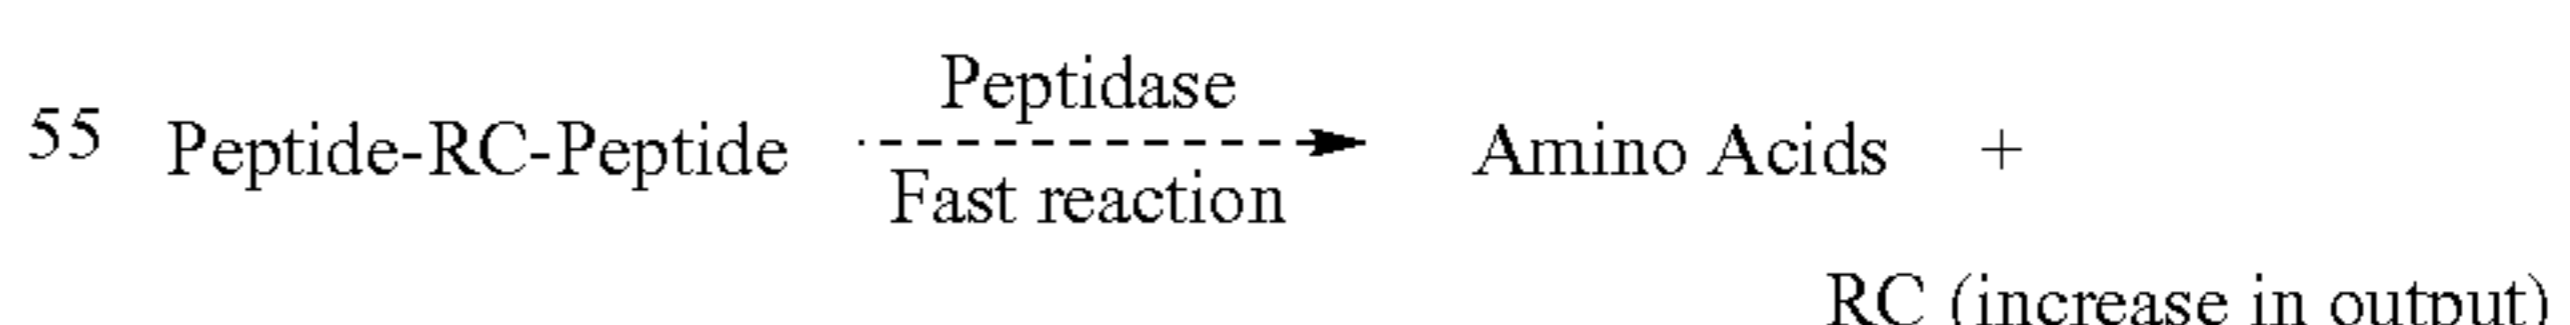 Peptidase
55 Peptide-RC-Peptide Amino Acids +
Fast reaction
RC (increase in output)